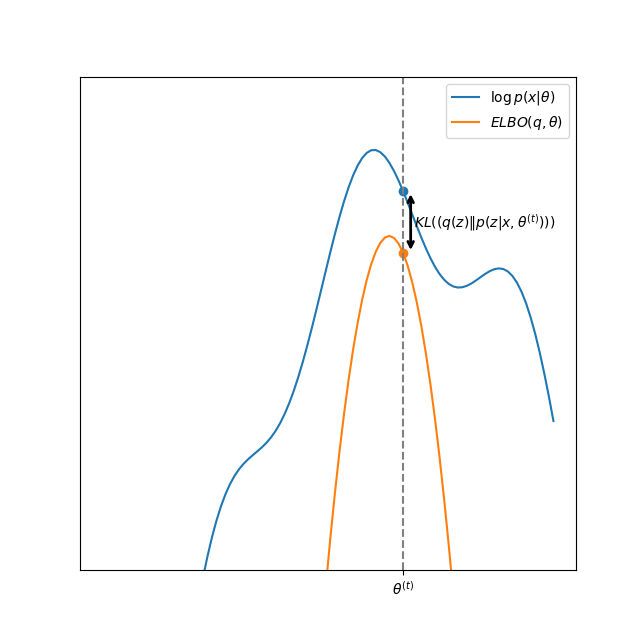 log p(x|θ)
ELBO(q, θ)
KL((q(z)‖p(z|x, θ⁽ᵗ⁾)))
θ⁽ᵗ⁾